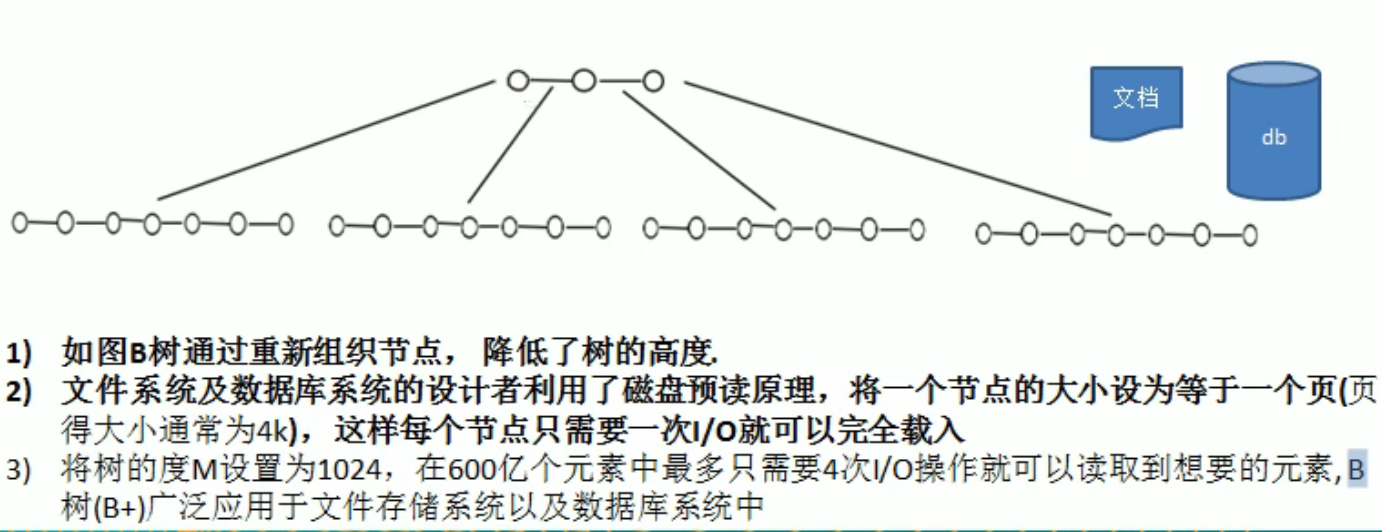 文档
db
1) 如图B树通过重新组织节点， 降低了树的高度.
2) 文件系统及数据库系统的设计者利用了磁盘预读原理，将一个节点的大小设为等于一个页(页
得大小通常为4k)，这样每个节点只需要一次I/O就可以完全载入
3) 将树的度M设置为1024，在600亿个元素中最多只需要4次I/O操作就可以读取到想要的元素, B
树(B+)广泛应用于文件存储系统以及数据库系统中